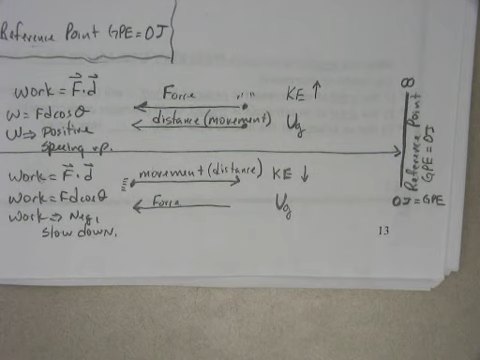 Reference Point GPE = 0J
Work = F⃗·d⃗
W = Fdcosθ
W ⇒ Positive
speeing up.
Force
distance (movement)
KE ↑
Ug
Work = F⃗·d⃗
Work = Fdcosθ
Work ⇒ Neg.
slow down.
movement (distance)
Force
KE ↓
Ug
∞
Reference Point
GPE = 0J
0J = GPE
13